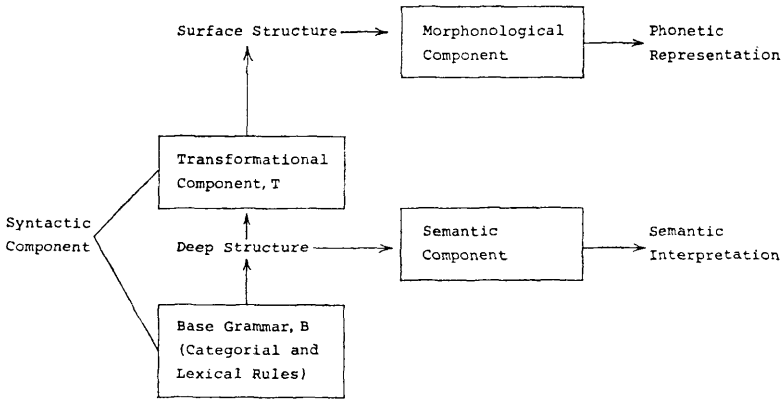 Surface Structure
Morphonological
Component
Phonetic
Representation
Transformational
Component, T
Syntactic
Component
Deep Structure
Semantic
Component
Semantic
Interpretation
Base Grammar, B
(Categorial and
Lexical Rules)